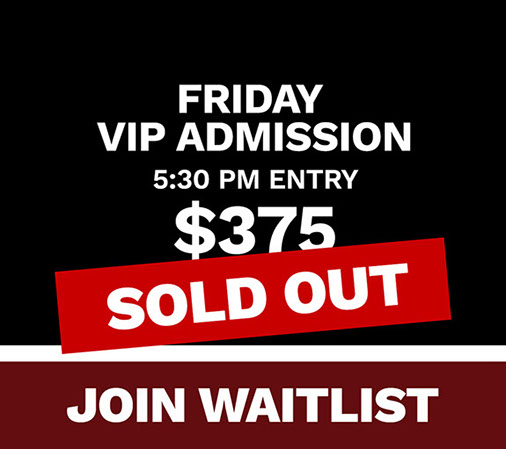 FRIDAY
VIP ADMISSION
5:30 PM ENTRY
$375
SOLD OUT
JOIN WAITLIST